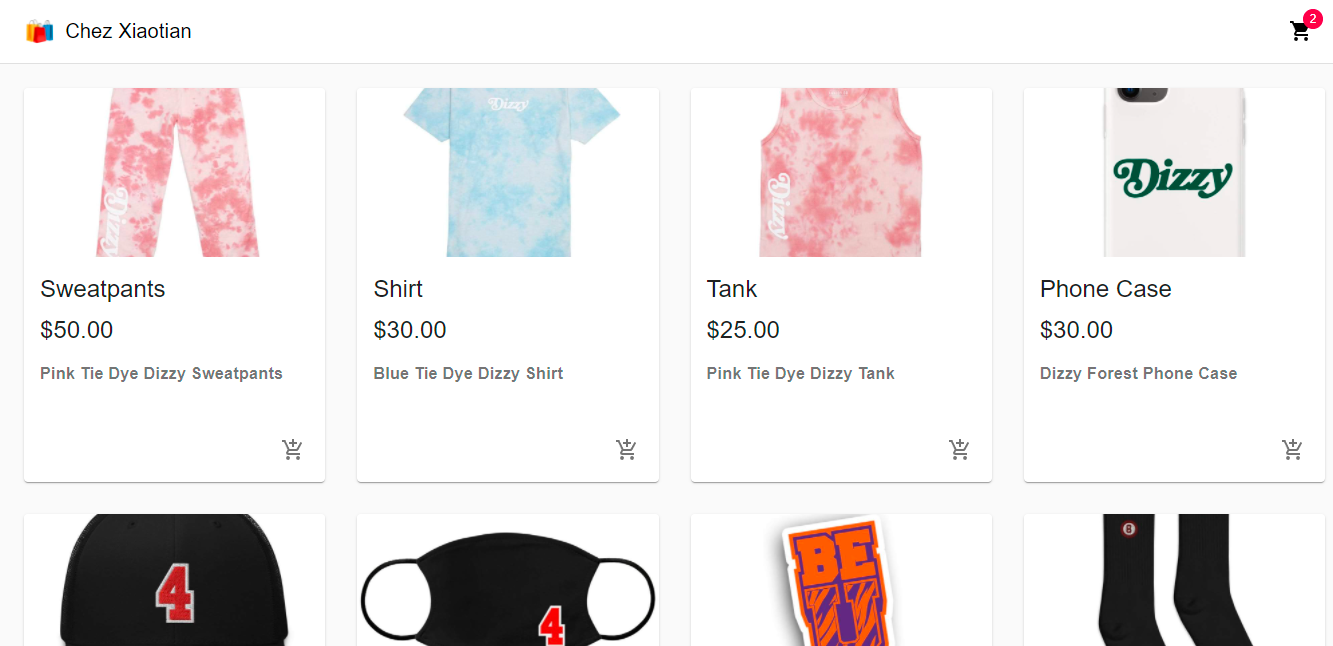 Chez Xiaotian
2
Dizzy
Dizzy
Dizzy
Dizzy
Sweatpants
Shirt
Tank
Phone Case
$50.00
$30.00
$25.00
$30.00
Pink Tie Dye Dizzy Sweatpants
Blue Tie Dye Dizzy Shirt
Pink Tie Dye Dizzy Tank
Dizzy Forest Phone Case
4
4
BE
U